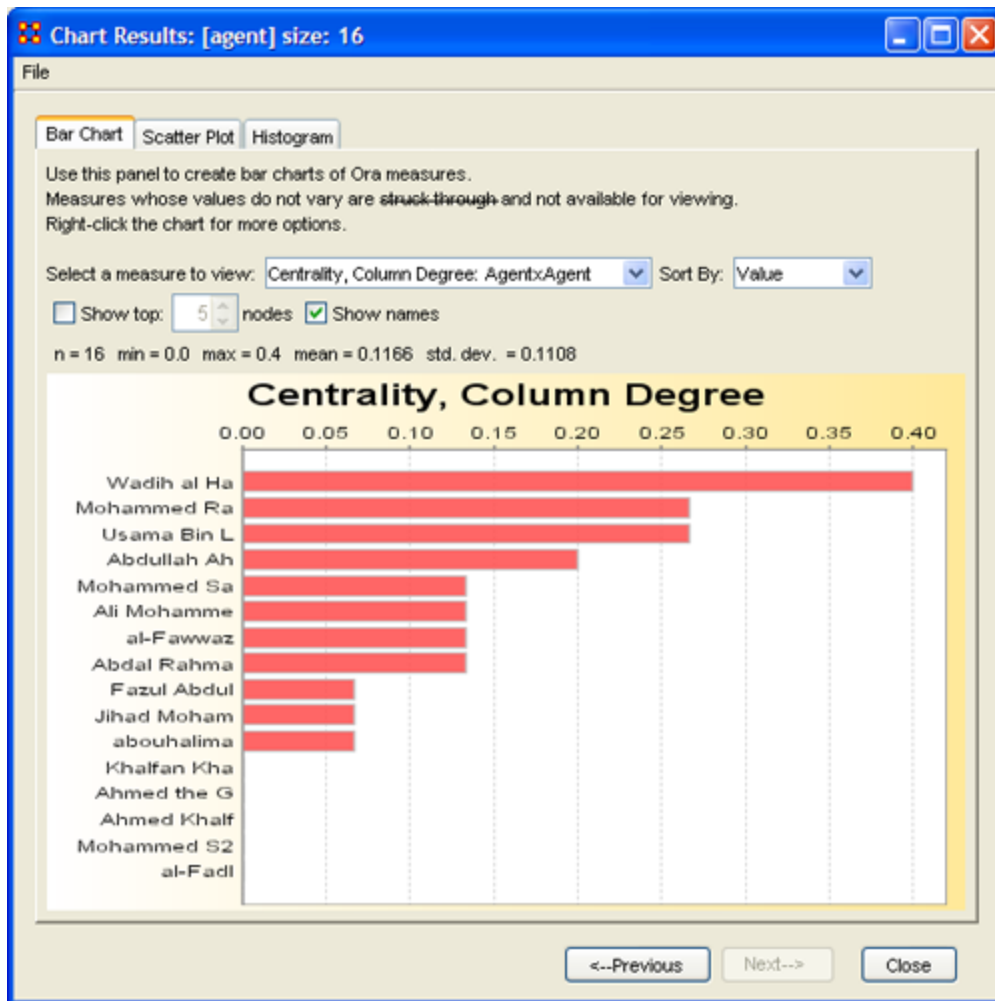 Chart Results: [agent] size: 16
File
Bar Chart Scatter Plot Histogram
Use this panel to create bar charts of Ora measures.
Measures whose values do not vary are struck through and not available for viewing.
Right-click the chart for more options.
Select a measure to view: Centrality, Column Degree: AgentxAgent Sort By: Value
Show top: 5 nodes Show names
n = 16 min = 0.0 max = 0.4 mean = 0.1166 std. dev. = 0.1108
Centrality, Column Degree
0.00 0.05 0.10 0.15 0.20 0.25 0.30 0.35 0.40
Wadih al Ha
Mohammed Ra
Usama Bin L
Abdullah Ah
Mohammed Sa
Ali Mohamme
al-Fawwaz
Abdal Rahma
Fazul Abdul
Jihad Moham
abouhalima
Khalfan Kha
Ahmed the G
Ahmed Khalf
Mohammed S2
al-Fadl
<--Previous Next--> Close